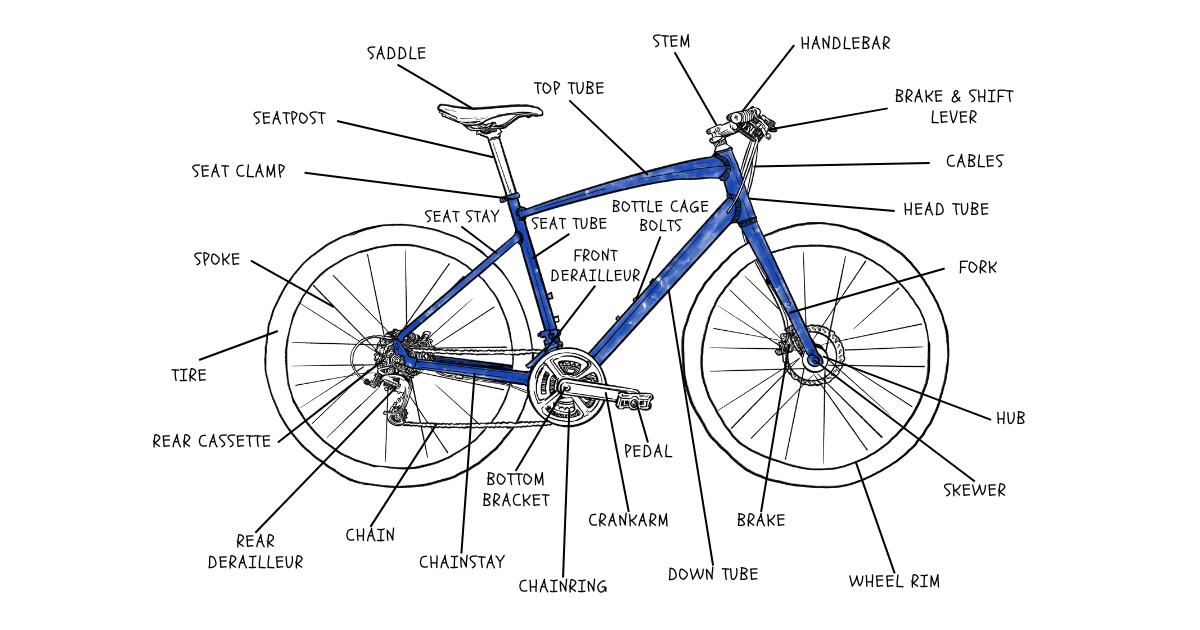 SADDLE
STEM
HANDLEBAR
TOP TUBE
BRAKE & SHIFT
LEVER
SEATPOST
CABLES
SEAT CLAMP
SEAT STAY
SEAT TUBE
BOTTLE CAGE
BOLTS
HEAD TUBE
SPOKE
FRONT
DERAILLEUR
FORK
TIRE
HUB
REAR CASSETTE
PEDAL
BOTTOM
BRACKET
SKEWER
CRANKARM
BRAKE
REAR
DERAILLEUR
CHAIN
CHAINSTAY
CHAINRING
DOWN TUBE
WHEEL RIM